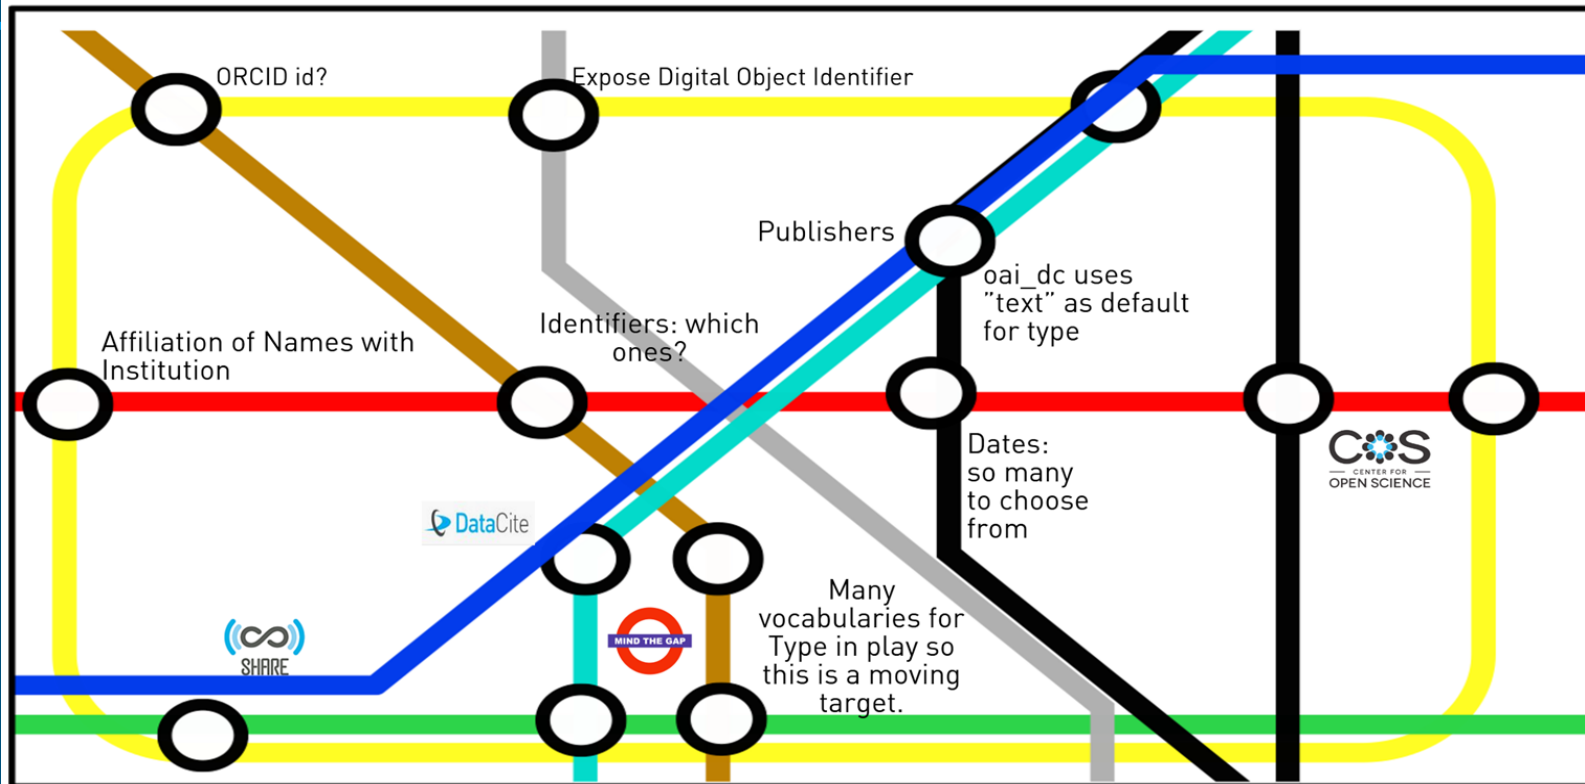 ORCID id?
Expose Digital Object Identifier
Publishers
oai_dc uses
”text” as default
for type
Identifiers: which
ones?
Affiliation of Names with
Institution
COS
CENTER FOR
OPEN SCIENCE
Dates:
so many
to choose
from
DataCite
Many
vocabularies for
Type in play so
this is a moving
target.
MIND THE GAP
SHARE